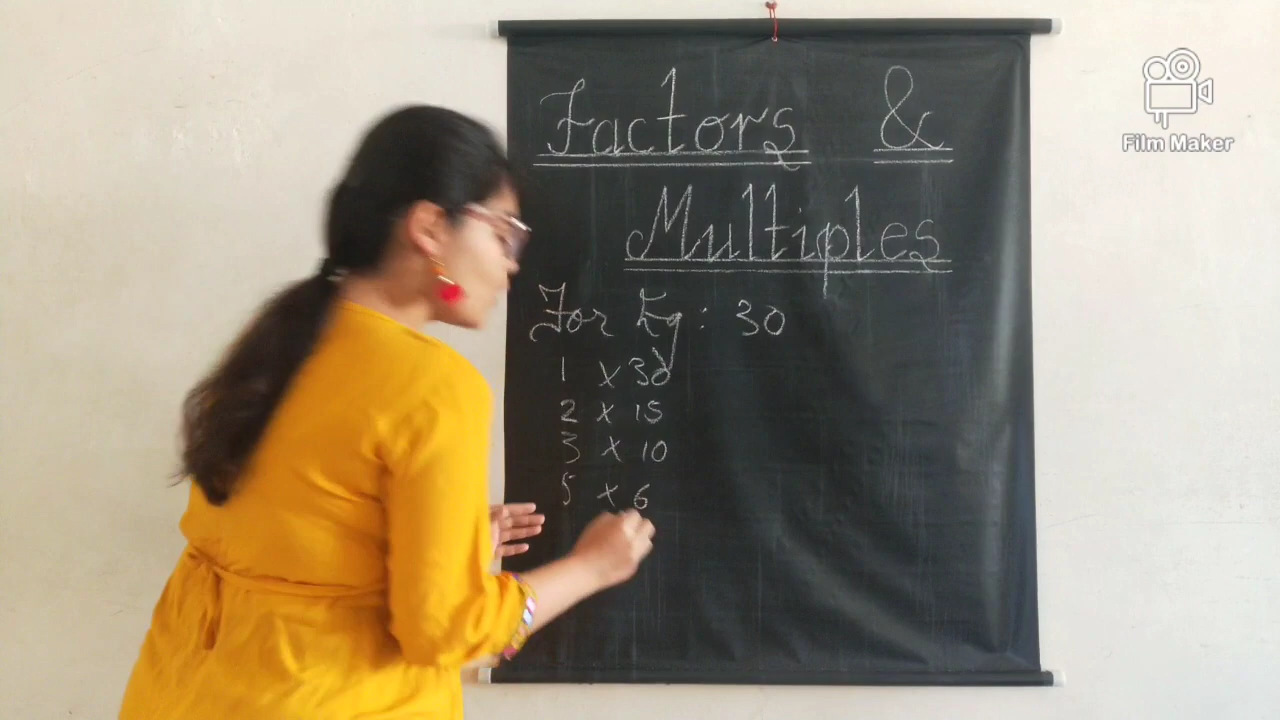 Factors &
Multiples
For Eg: 30
1 x 30
2 x 15
3 x 10
5 x 6
Film Maker